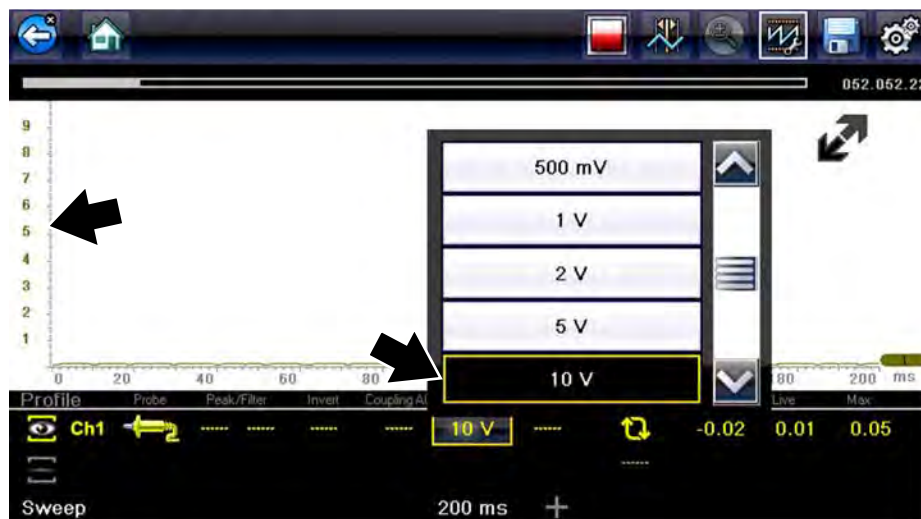 052.052.22
9
8
7
6
5
4
3
2
1
500 mV
1 V
2 V
5 V
10 V
0 20 40 60 80 180 200 ms
Profile Probe Peak/Filter Invert Live Max
Ch1 ----- ----- ----- ----- 10 V ----- -0.02 0.01 0.05
-----
Sweep 200 ms +